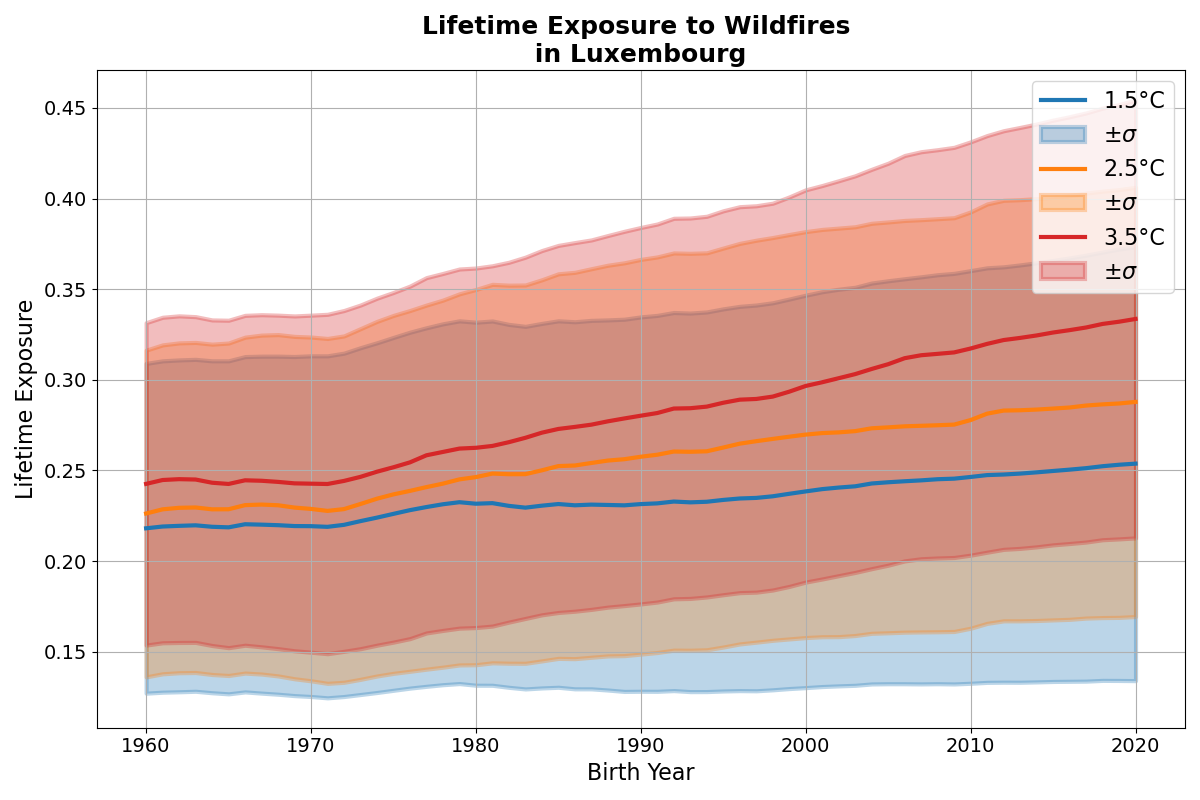 Lifetime Exposure to Wildfires
in Luxembourg
Lifetime Exposure
0.45
0.40
0.35
0.30
0.25
0.20
0.15
1960
1970
1980
1990
2000
2010
2020
Birth Year
1.5°C
±σ
2.5°C
±σ
3.5°C
±σ